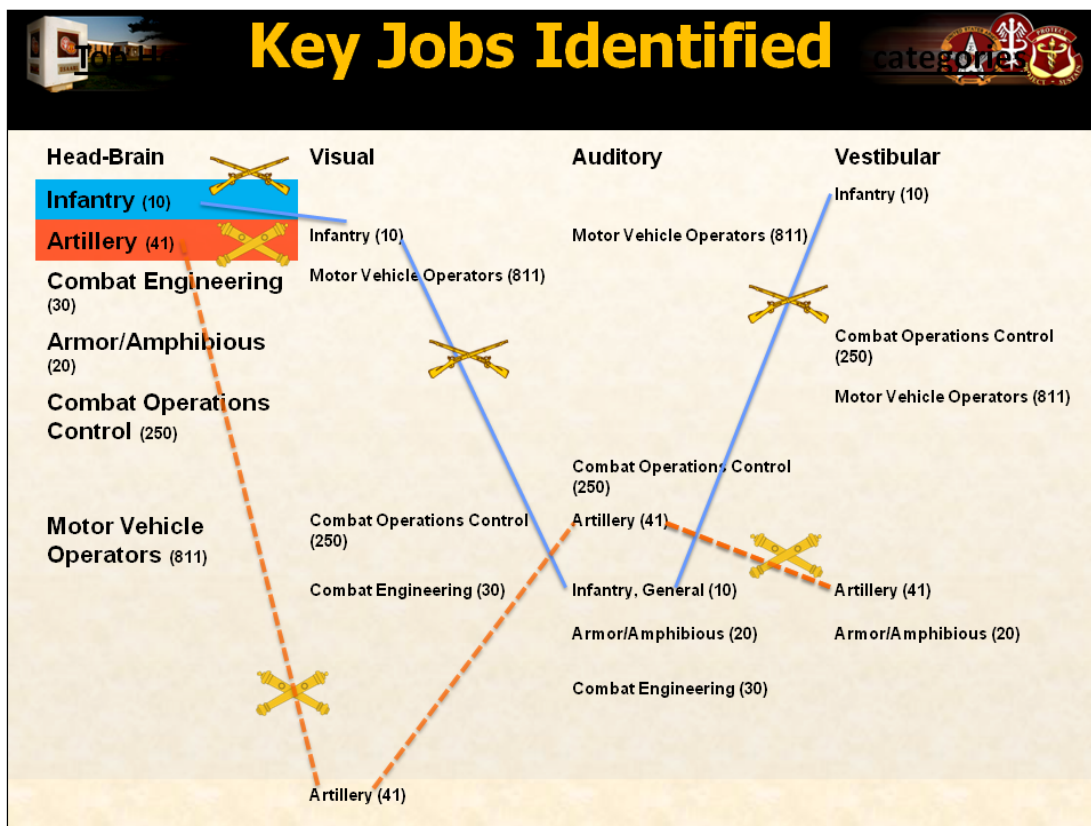 Key Jobs Identified
categories
Head-Brain
Infantry (10)
Artillery (41)
Combat Engineering
(30)
Armor/Amphibious
(20)
Combat Operations
Control (250)
Motor Vehicle
Operators (811)
Visual
Infantry (10)
Motor Vehicle Operators (811)
Combat Operations Control
(250)
Combat Engineering (30)
Artillery (41)
Auditory
Motor Vehicle Operators (811)
Combat Operations Control
(250)
Artillery (41)
Infantry, General (10)
Armor/Amphibious (20)
Combat Engineering (30)
Vestibular
Infantry (10)
Combat Operations Control
(250)
Motor Vehicle Operators (811)
Artillery (41)
Armor/Amphibious (20)